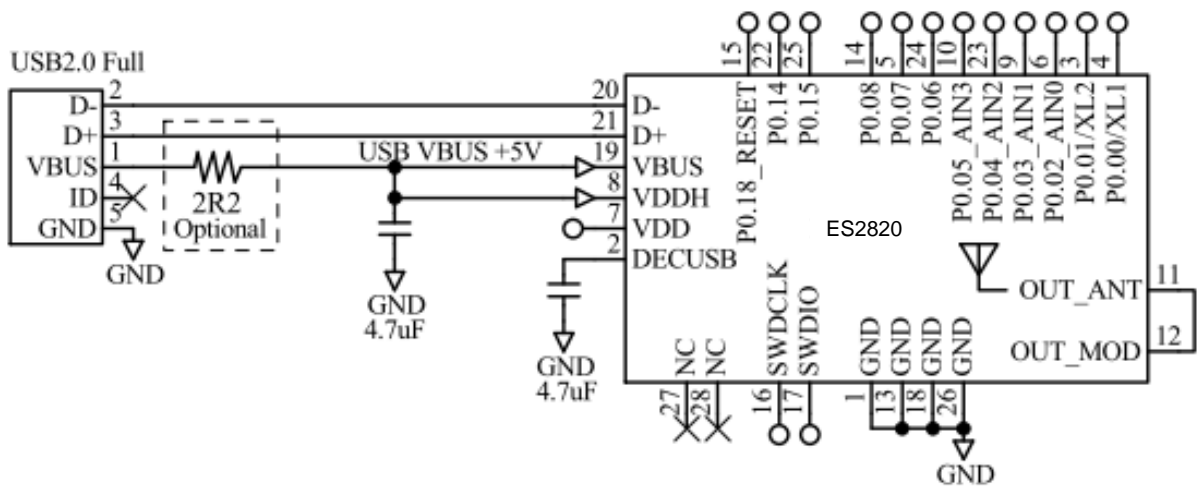 USB2.0 Full
D- 2
D+ 3
VBUS 1
ID 4
GND 5
GND
2R2
Optional
USB VBUS +5V
GND
4.7uF
GND
4.7uF
20 D-
21 D+
19 VBUS
8 VDDH
7 VDD
2 DECUSB
15 P0.18_RESET
22 P0.14
25 P0.15
14 P0.08
5 P0.07
24 P0.06
10 P0.05_AIN3
23 P0.04_AIN2
9 P0.03_AIN1
6 P0.02_AIN0
3 P0.01/XL2
4 P0.00/XL1
ES2820
OUT_ANT 11
OUT_MOD 12
27 NC
28 NC
16 SWDCLK
17 SWDIO
1 GND
13 GND
18 GND
26 GND
GND